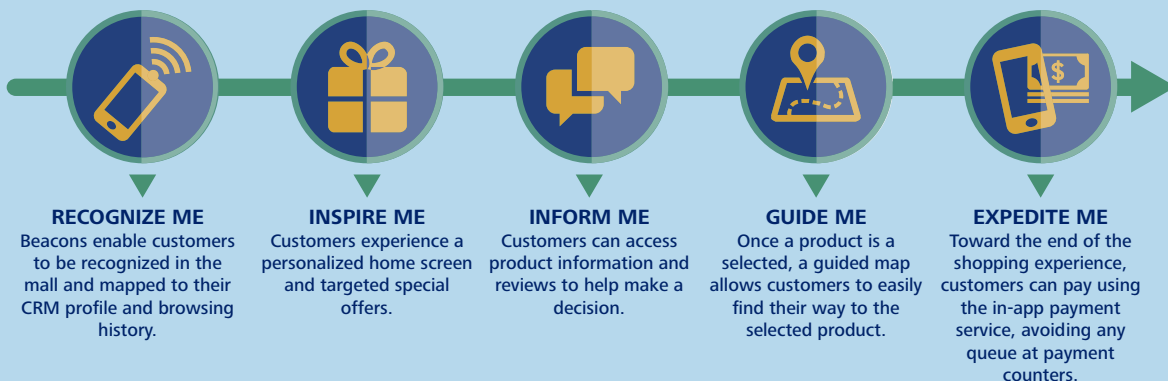 $
RECOGNIZE ME
Beacons enable customers
to be recognized in the
mall and mapped to their
CRM profile and browsing
history.
INSPIRE ME
Customers experience a
personalized home screen
and targeted special
offers.
INFORM ME
Customers can access
product information and
reviews to help make a
decision.
GUIDE ME
Once a product is a
selected, a guided map
allows customers to easily
find their way to the
selected product.
EXPEDITE ME
Toward the end of the
shopping experience,
customers can pay using
the in-app payment
service, avoiding any
queue at payment
counters.